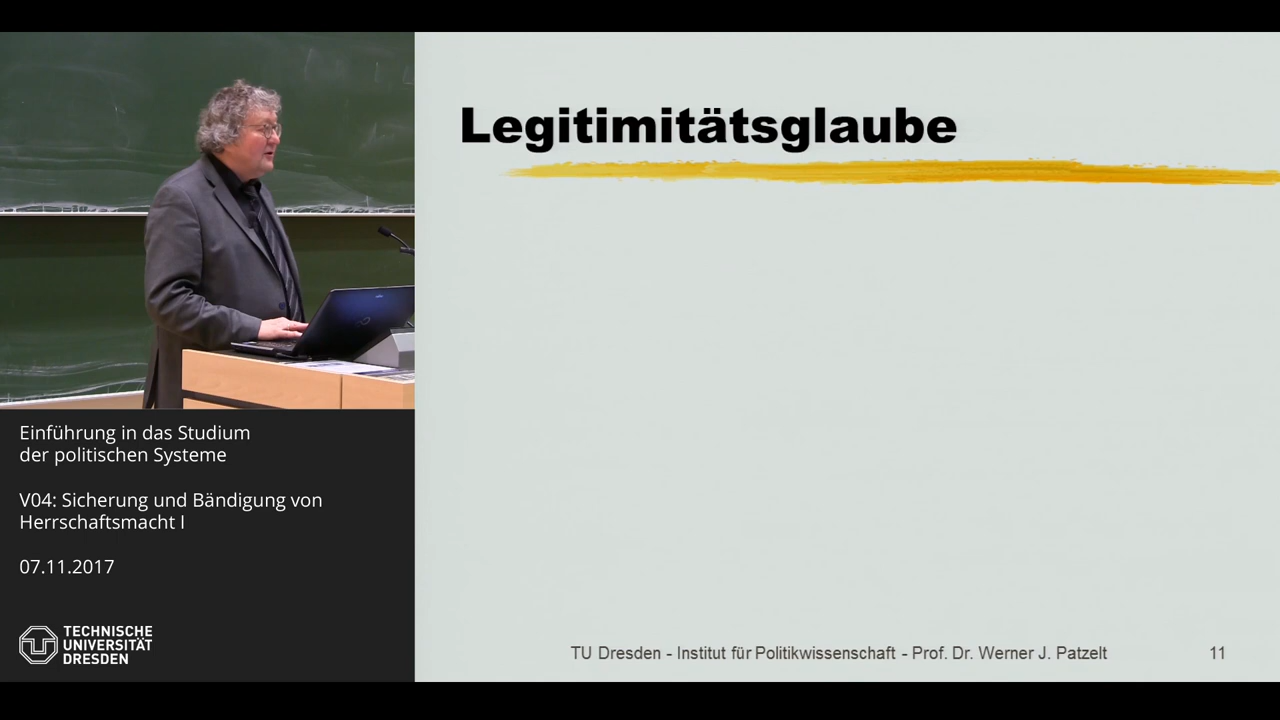 Legitimitätsglaube
Einführung in das Studium
der politischen Systeme
V04: Sicherung und Bändigung von
Herrschaftsmacht I
07.11.2017
TECHNISCHE
UNIVERSITÄT
DRESDEN
TU Dresden - Institut für Politikwissenschaft - Prof. Dr. Werner J. Patzelt
11